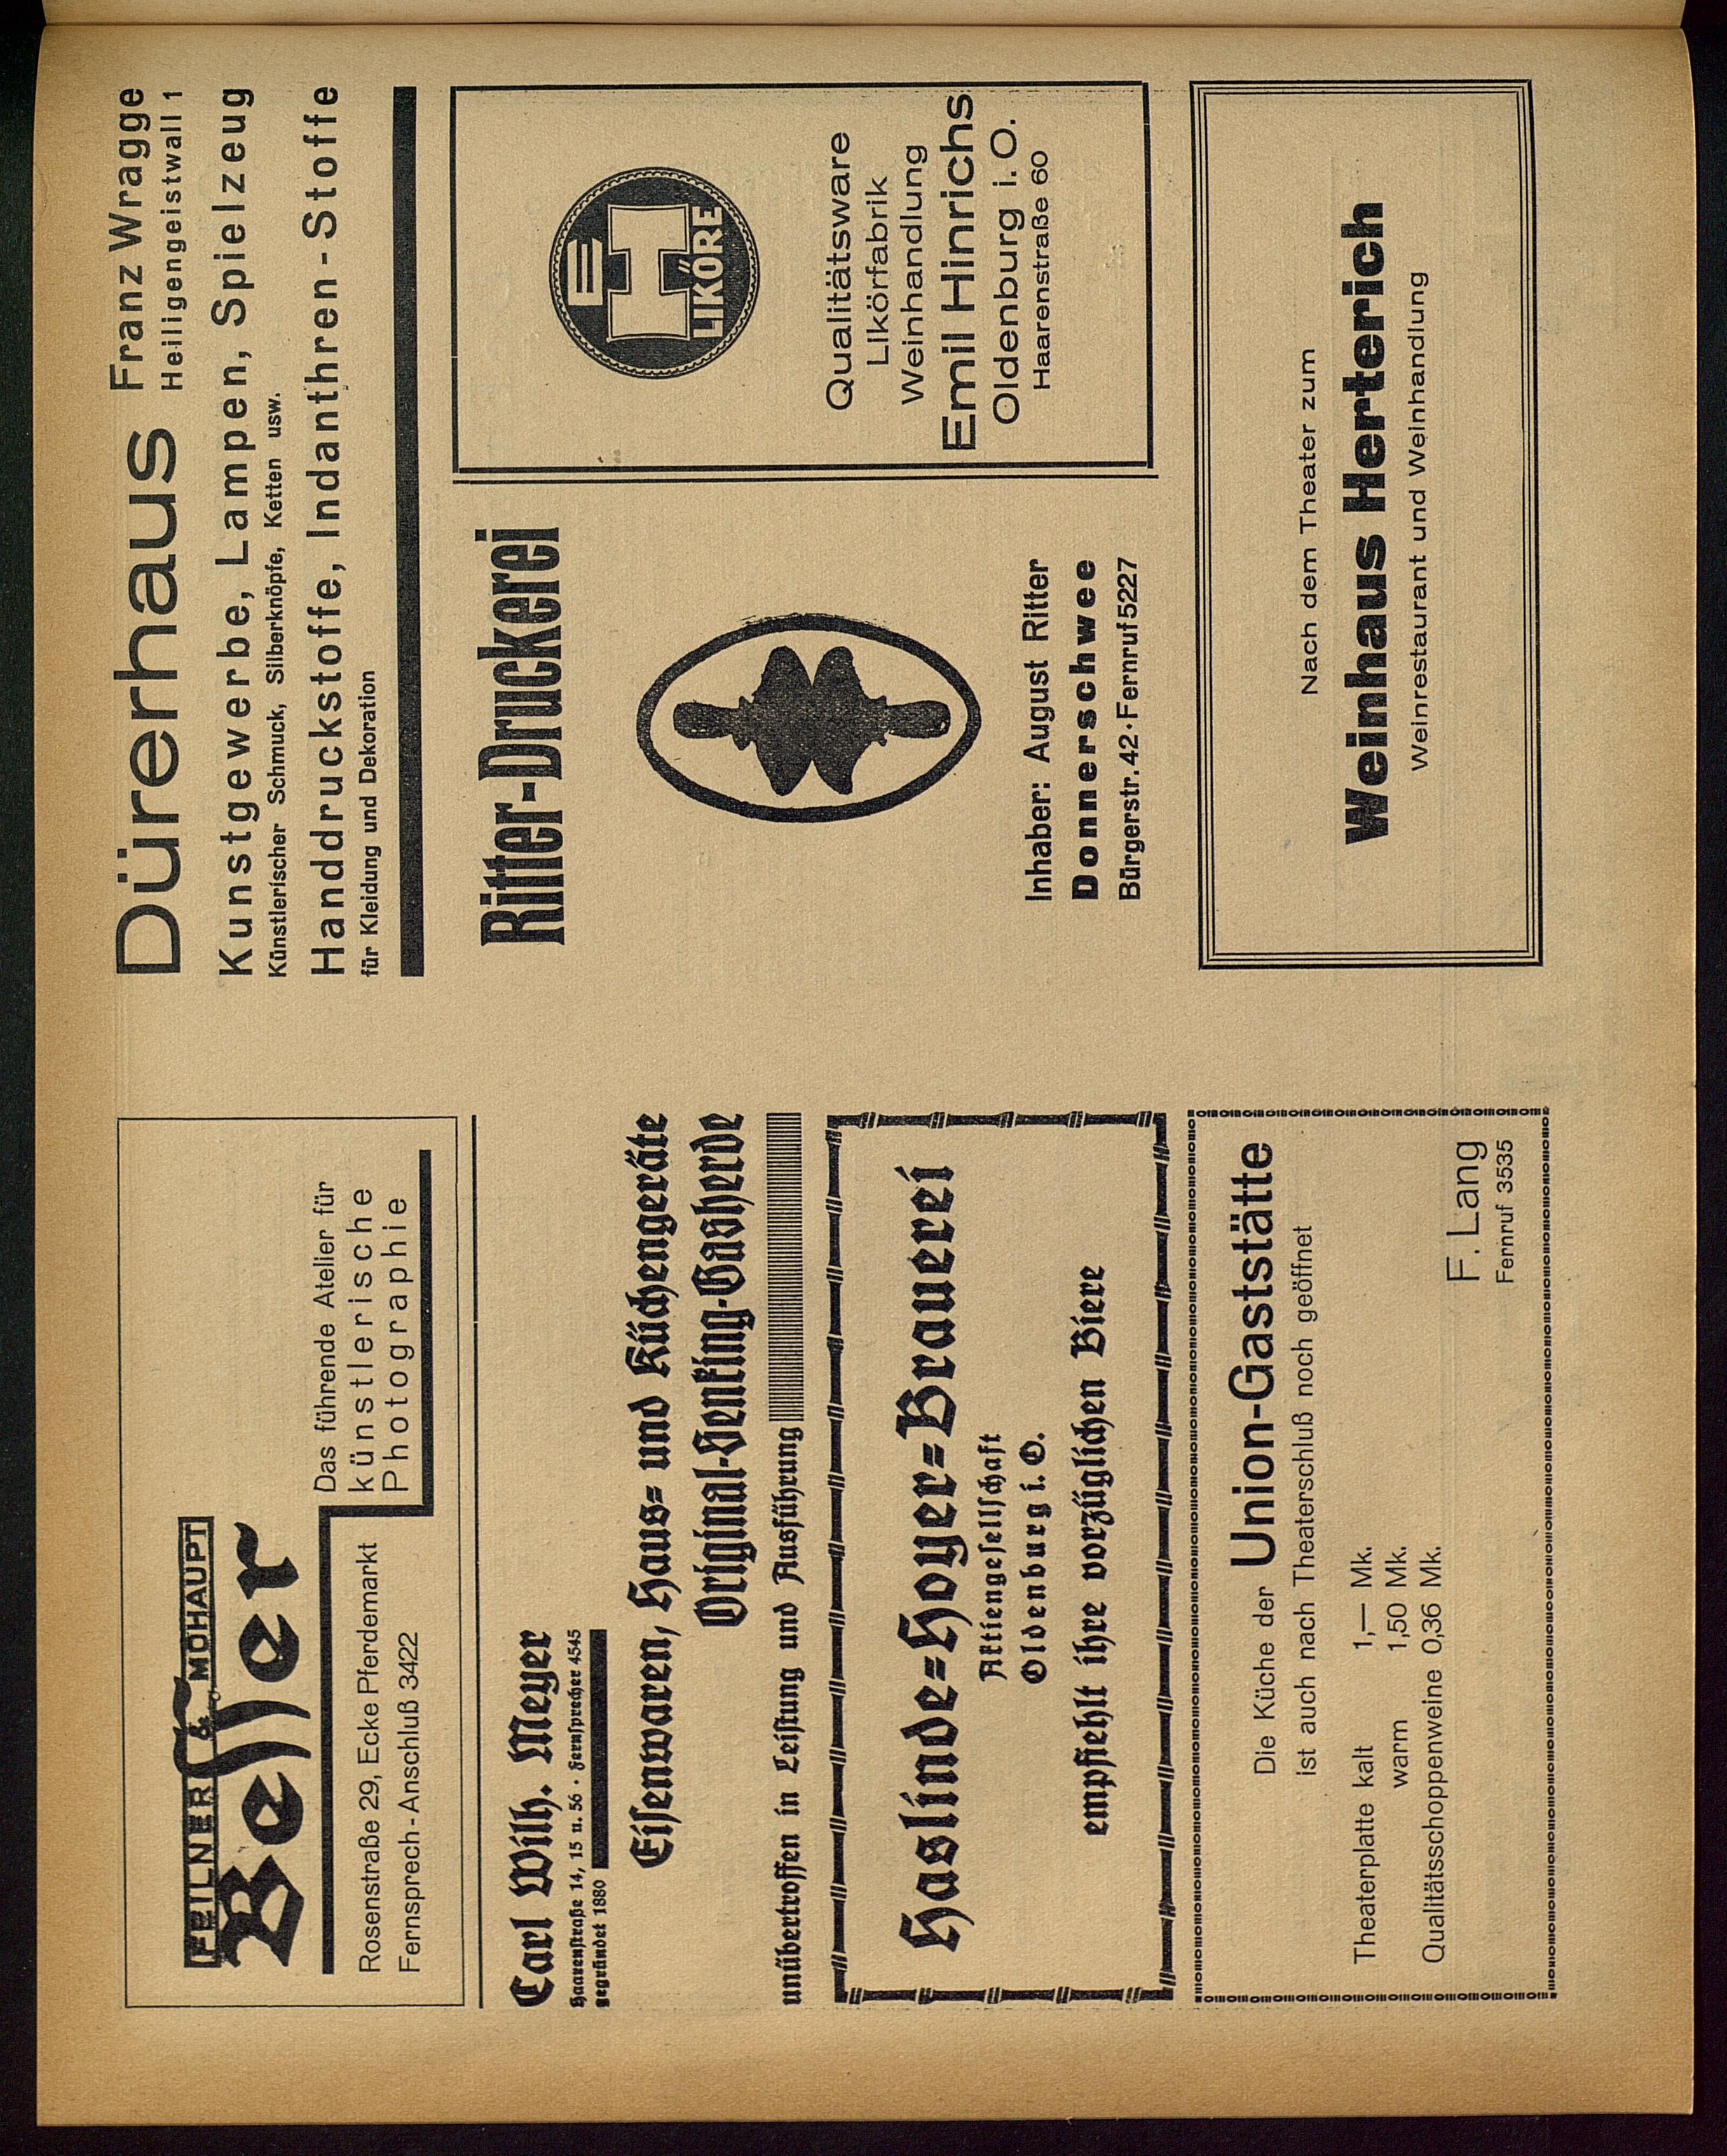 FEILNER & MOHAUPT
Besser
Das führende Atelier für
künstlerische
Photographie
Rosenstraße 29, Ecke Pferdemarkt
Fernsprech-Anschluß 3422
Carl Wilh. Meyer
Haarenstraße 14, 15 u. 56 · Fernsprecher 4545
gegründet 1880
Eisenwaren, Haus- und Küchengeräte
Original-Senking-Gasherde
unübertroffen in Leistung und Ausführung
Haslinde-Hoyer-Brauerei
Aktiengesellschaft
Oldenburg i. O.
empfiehlt ihre vorzüglichen Biere
Die Küche der Union-Gaststätte
ist auch nach Theaterschluß noch geöffnet
Theaterplatte kalt 1,— Mk.
warm 1,50 Mk.
Qualitätsschoppenweine 0,36 Mk.
F. Lang
Fernruf 3535
Dürerhaus Franz Wragge
Heiligengeistwall 1
Kunstgewerbe, Lampen, Spielzeug
Künstlerischer Schmuck, Silberknöpfe, Ketten usw.
Handdruckstoffe, Indanthren-Stoffe
für Kleidung und Dekoration
Ritter-Druckerei
Inhaber: August Ritter
Donnerschwee
Bürgerstr. 42 · Fernruf 5227
E
H
LIKÖRE
Qualitätsware
Likörfabrik
Weinhandlung
Emil Hinrichs
Oldenburg i. O.
Haarenstraße 60
Nach dem Theater zum
Weinhaus Herterich
Weinrestaurant und Weinhandlung